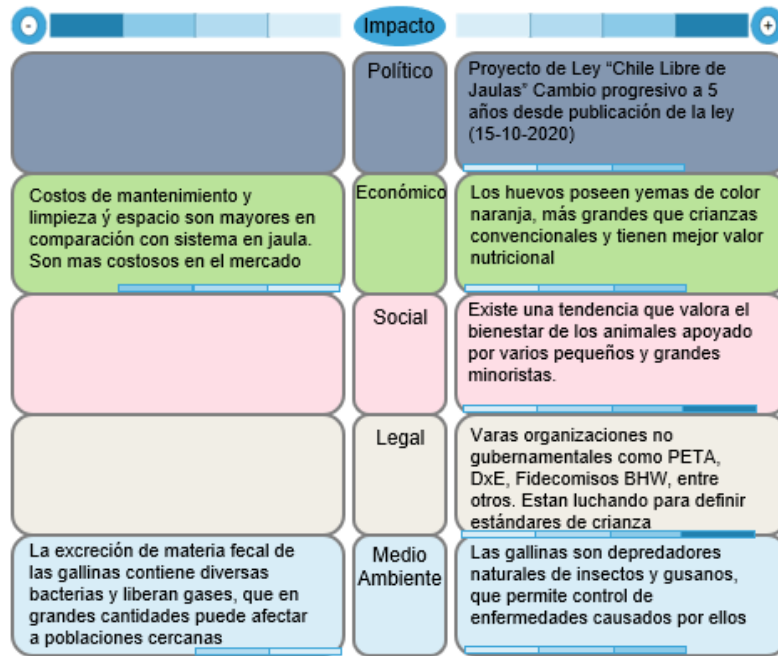 -
Impacto
+
Político
Proyecto de Ley “Chile Libre de
Jaulas” Cambio progresivo a 5
años desde publicación de la ley
(15-10-2020)
Costos de mantenimiento y
limpieza ý espacio son mayores en
comparación con sistema en jaula.
Son mas costosos en el mercado
Económico
Los huevos poseen yemas de color
naranja, más grandes que crianzas
convencionales y tienen mejor valor
nutricional
Social
Existe una tendencia que valora el
bienestar de los animales apoyado
por varios pequeños y grandes
minoristas.
Legal
Varas organizaciones no
gubernamentales como PETA,
DxE, Fidecomisos BHW, entre
otros. Estan luchando para definir
estándares de crianza
La excreción de materia fecal de
las gallinas contiene diversas
bacterias y liberan gases, que en
grandes cantidades puede afectar
a poblaciones cercanas
Medio
Ambiente
Las gallinas son depredadores
naturales de insectos y gusanos,
que permite control de
enfermedades causados por ellos